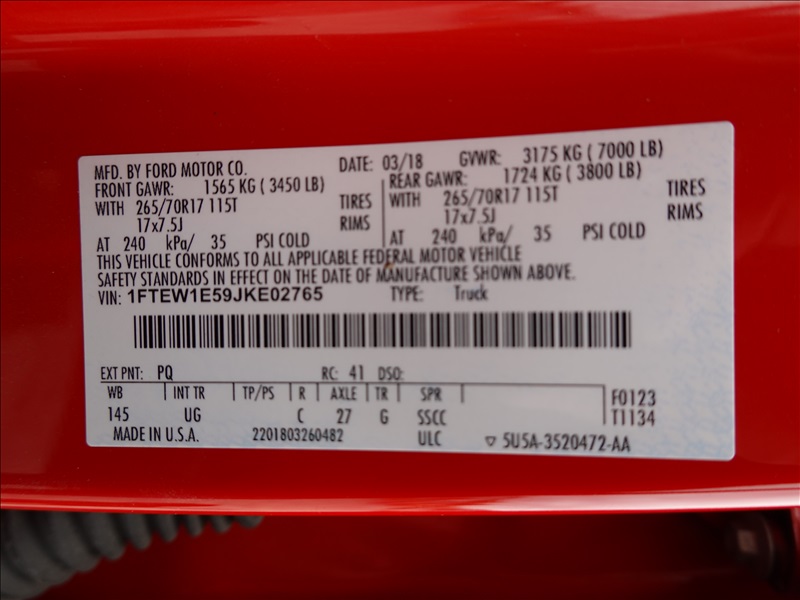 MFD. BY FORD MOTOR CO. DATE: 03/18 GVWR: 3175 KG ( 7000 LB)
FRONT GAWR: 1565 KG ( 3450 LB) REAR GAWR: 1724 KG ( 3800 LB)
WITH 265/70R17 115T TIRES WITH 265/70R17 115T TIRES
17x7.5J RIMS 17x7.5J RIMS
AT 240 kPa/ 35 PSI COLD AT 240 kPa/ 35 PSI COLD
THIS VEHICLE CONFORMS TO ALL APPLICABLE FEDERAL MOTOR VEHICLE
SAFETY STANDARDS IN EFFECT ON THE DATE OF MANUFACTURE SHOWN ABOVE.
VIN: 1FTEW1E59JKE02765 TYPE: Truck
EXT PNT: PQ RC: 41 DSO:
WB INT TR TP/PS R AXLE TR SPR F0123
145 UG C 27 G SSCC T1134
MADE IN U.S.A. 2201803260482 ULC ▽ 5U5A-3520472-AA